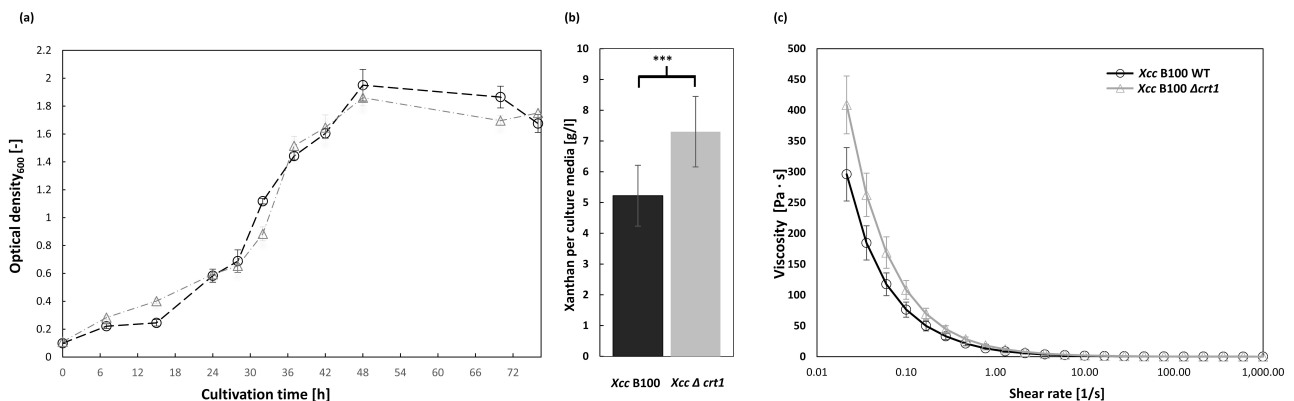 (a)
(b)
(c)
2.2
2
1.8
1.6
1.4
1.2
1
0.8
0.6
0.4
0.2
0
Optical density600 [-]
0 6 12 18 24 30 36 42 48 54 60 66 72
Cultivation time [h]
10
9
8
7
6
5
4
3
2
1
0
Xanthan per culture media [g/l]
***
Xcc B100 Xcc Δ crt1
500
450
400
350
300
250
200
150
100
50
0
Viscosity [Pa · s]
Xcc B100 WT
Xcc B100 Δcrt1
0.01 0.10 1.00 10.00 100.00 1,000.00
Shear rate [1/s]